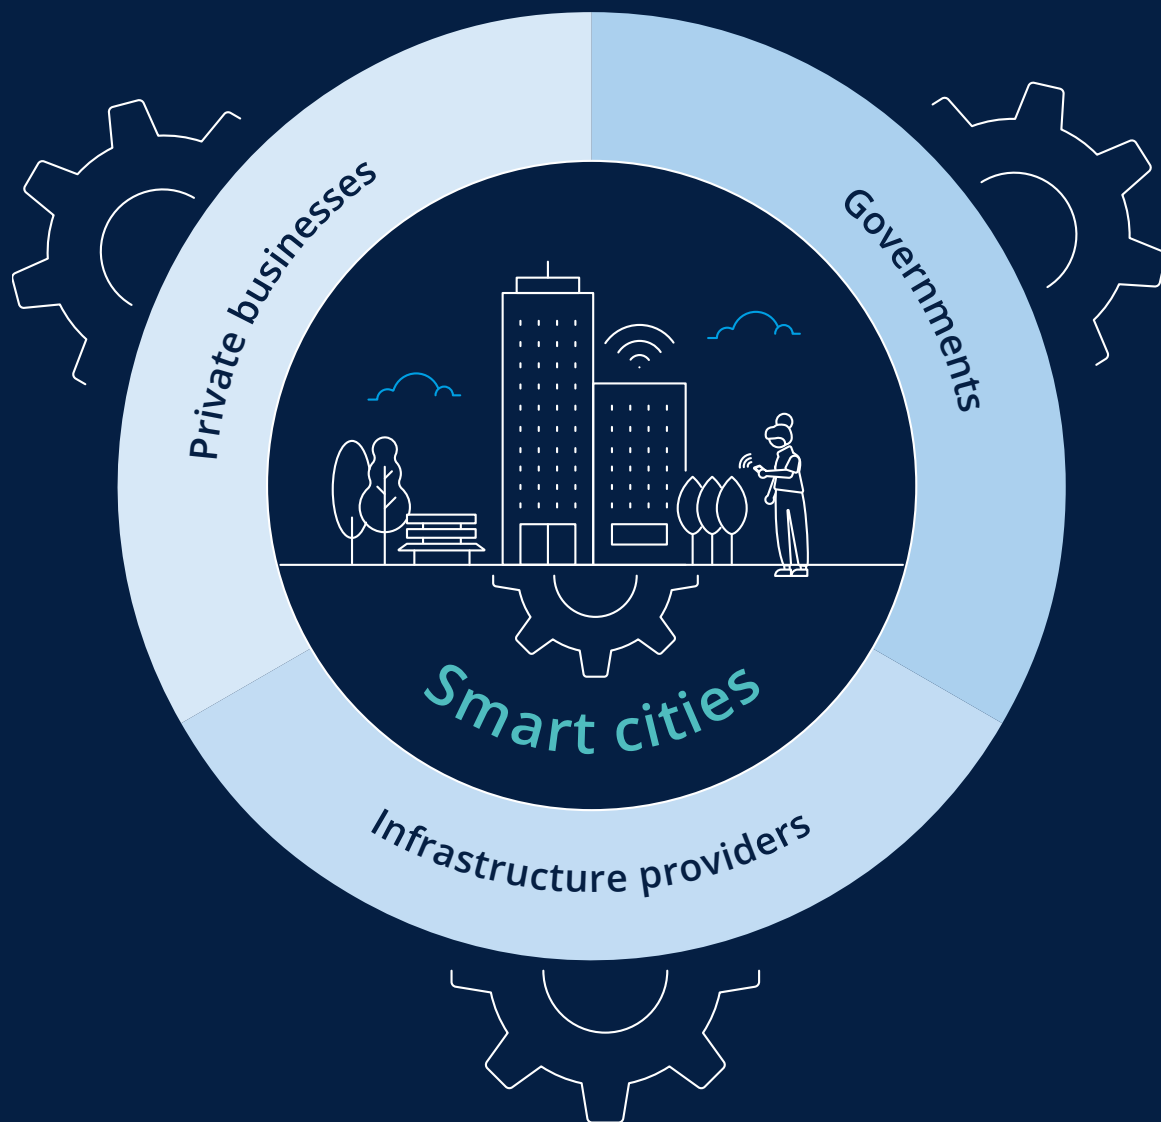 Private businesses
Governments
Smart cities
Infrastructure providers